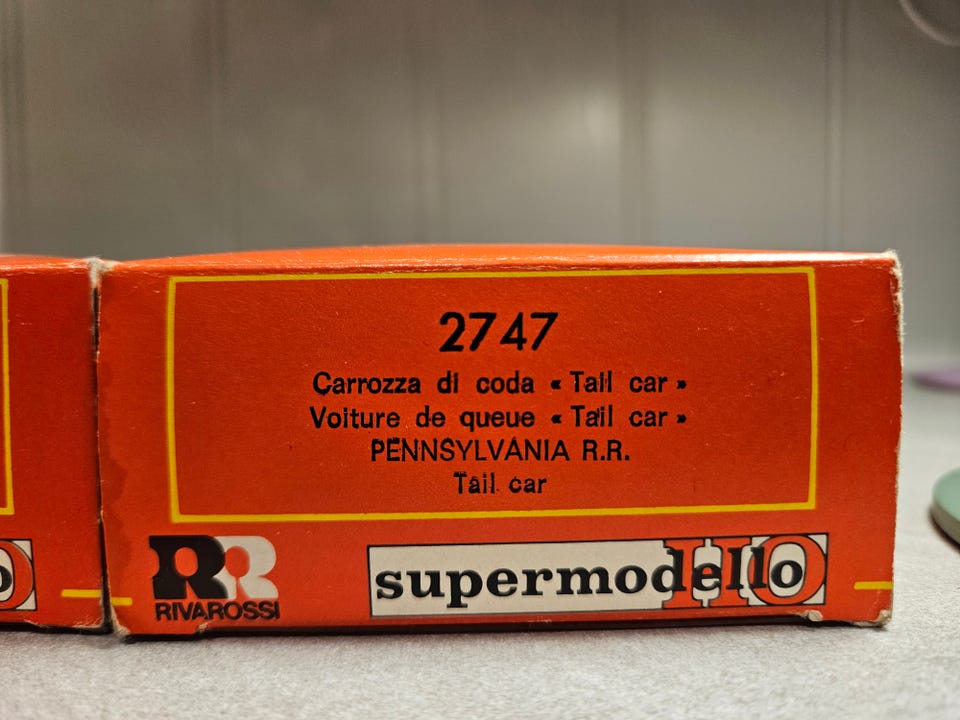 2747
Carrozza di coda « Tail car »
Voiture de queue « Tail car »
PENNSYLVANIA R.R.
Tail car
RR
RIVAROSSI
supermodello HO